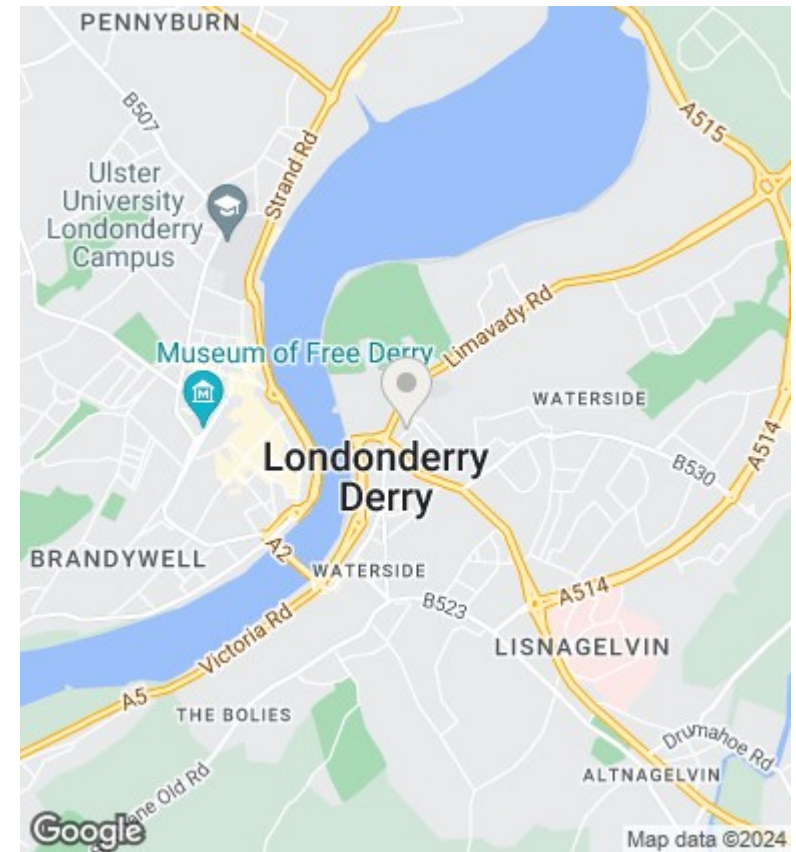 PENNYBURN
B507
A515
Ulster
University
Londonderry
Campus
Strand Rd
Limavady Rd
Museum of Free Derry
M
WATERSIDE
Londonderry
Derry
B530
A514
A2
BRANDYWELL
WATERSIDE
A514
B523
Victoria Rd
LISNAGELVIN
A5
THE BOLIES
Drumahoe Rd
ALTNAGELVIN
Old Rd
Google
Map data ©2024